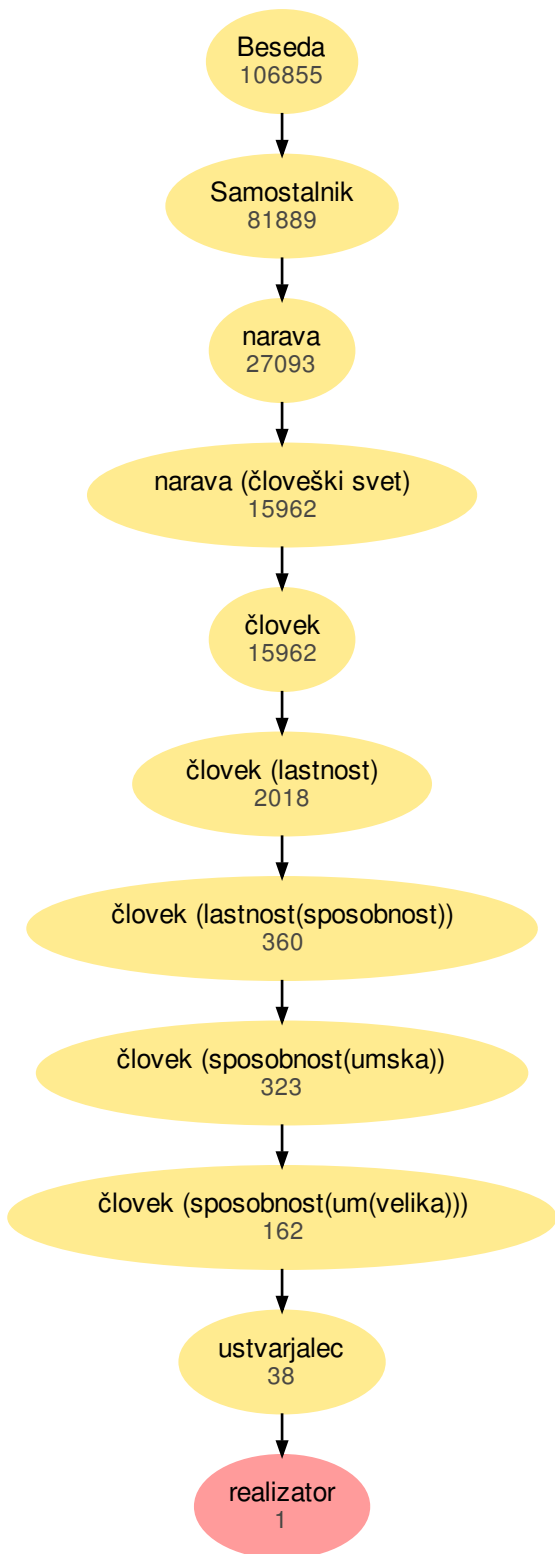 Beseda
106855
Samostalnik
81889
narava
27093
narava (človeški svet)
15962
človek
15962
človek (lastnost)
2018
človek (lastnost(sposobnost))
360
človek (sposobnost(umska))
323
človek (sposobnost(um(velika)))
162
ustvarjalec
38
realizator
1